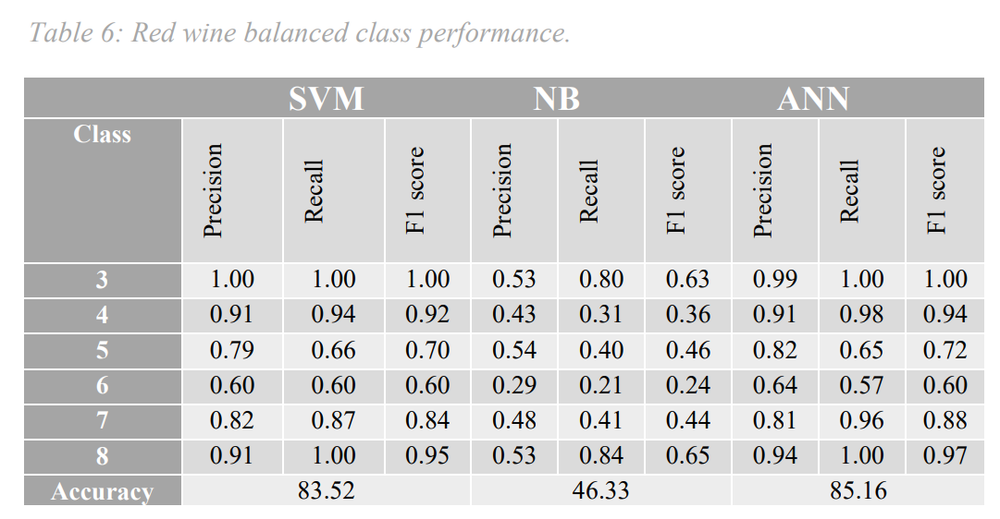 Table 6: Red wine balanced class performance.
SVM NB ANN
Class Precision Recall F1 score Precision Recall F1 score Precision Recall F1 score
3 1.00 1.00 1.00 0.53 0.80 0.63 0.99 1.00 1.00
4 0.91 0.94 0.92 0.43 0.31 0.36 0.91 0.98 0.94
5 0.79 0.66 0.70 0.54 0.40 0.46 0.82 0.65 0.72
6 0.60 0.60 0.60 0.29 0.21 0.24 0.64 0.57 0.60
7 0.82 0.87 0.84 0.48 0.41 0.44 0.81 0.96 0.88
8 0.91 1.00 0.95 0.53 0.84 0.65 0.94 1.00 0.97
Accuracy 83.52 46.33 85.16